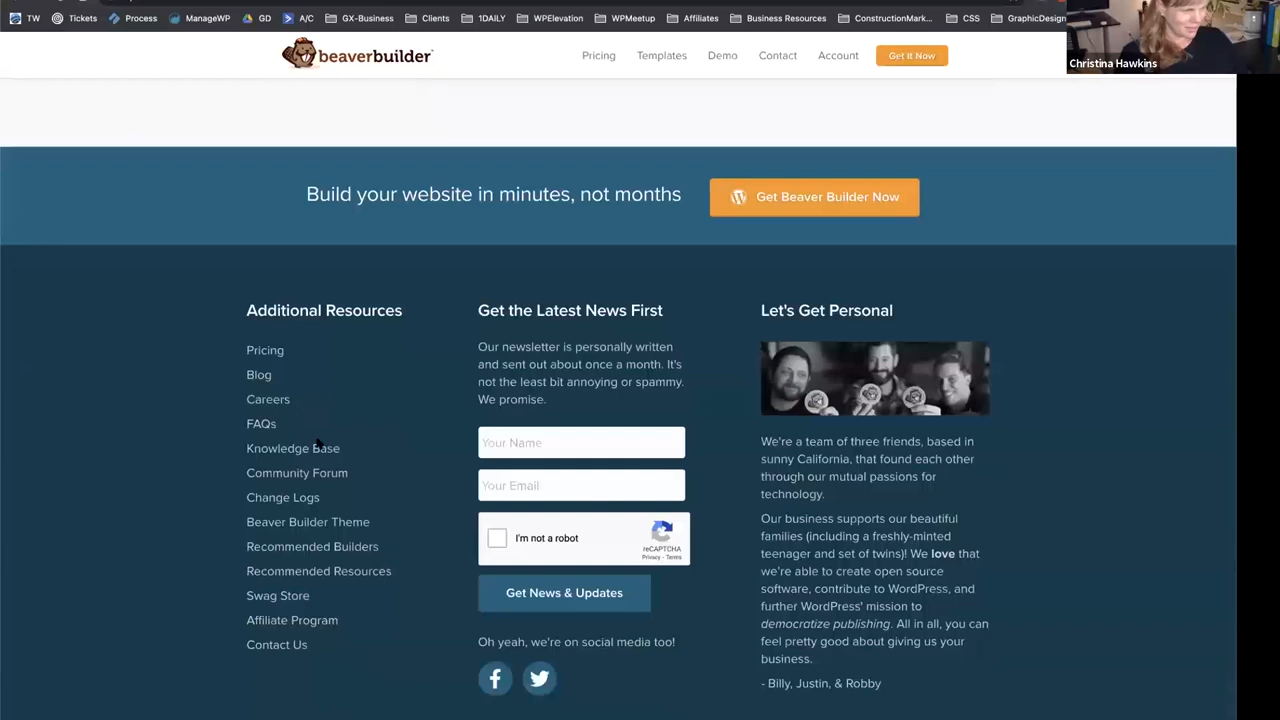 TW Tickets Process ManageWP GD A/C GX-Business Clients 1DAILY WPElevation WPMeetup Affiliates Business Resources ConstructionMark... CSS GraphicDesign
beaverbuilder
Pricing Templates Demo Contact Account Get It Now
Christina Hawkins
Build your website in minutes, not months
Get Beaver Builder Now
Additional Resources
Pricing
Blog
Careers
FAQs
Knowledge Base
Community Forum
Change Logs
Beaver Builder Theme
Recommended Builders
Recommended Resources
Swag Store
Affiliate Program
Contact Us
Get the Latest News First
Our newsletter is personally written
and sent out about once a month. It's
not the least bit annoying or spammy.
We promise.
Your Name
Your Email
I'm not a robot
reCAPTCHA
Privacy - Terms
Get News & Updates
Oh yeah, we're on social media too!
Let's Get Personal
We're a team of three friends, based in
sunny California, that found each other
through our mutual passions for
technology.
Our business supports our beautiful
families (including a freshly-minted
teenager and set of twins)! We love that
we're able to create open source
software, contribute to WordPress, and
further WordPress' mission to
democratize publishing. All in all, you can
feel pretty good about giving us your
business.
- Billy, Justin, & Robby